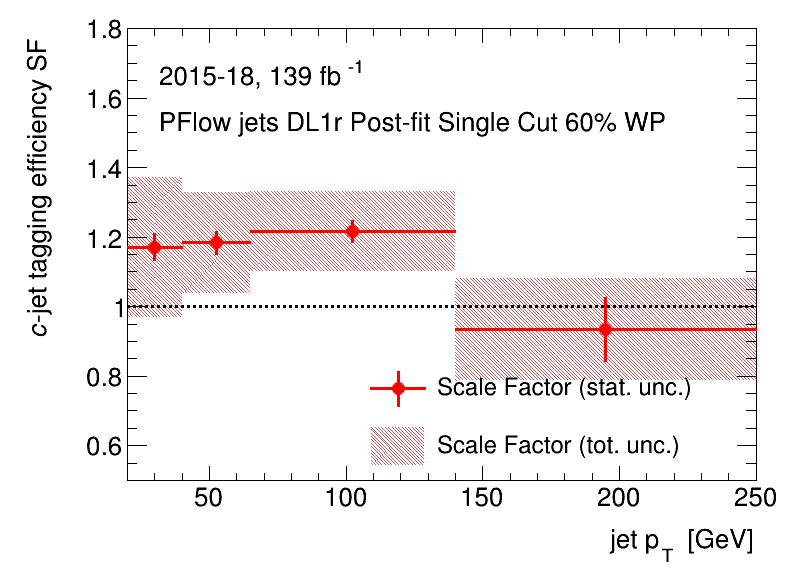 c-jet tagging efficiency SF
1.8
1.6
1.4
1.2
1
0.8
0.6
2015-18, 139 fb -1
PFlow jets DL1r Post-fit Single Cut 60% WP
Scale Factor (stat. unc.)
Scale Factor (tot. unc.)
50 100 150 200 250
jet pT [GeV]